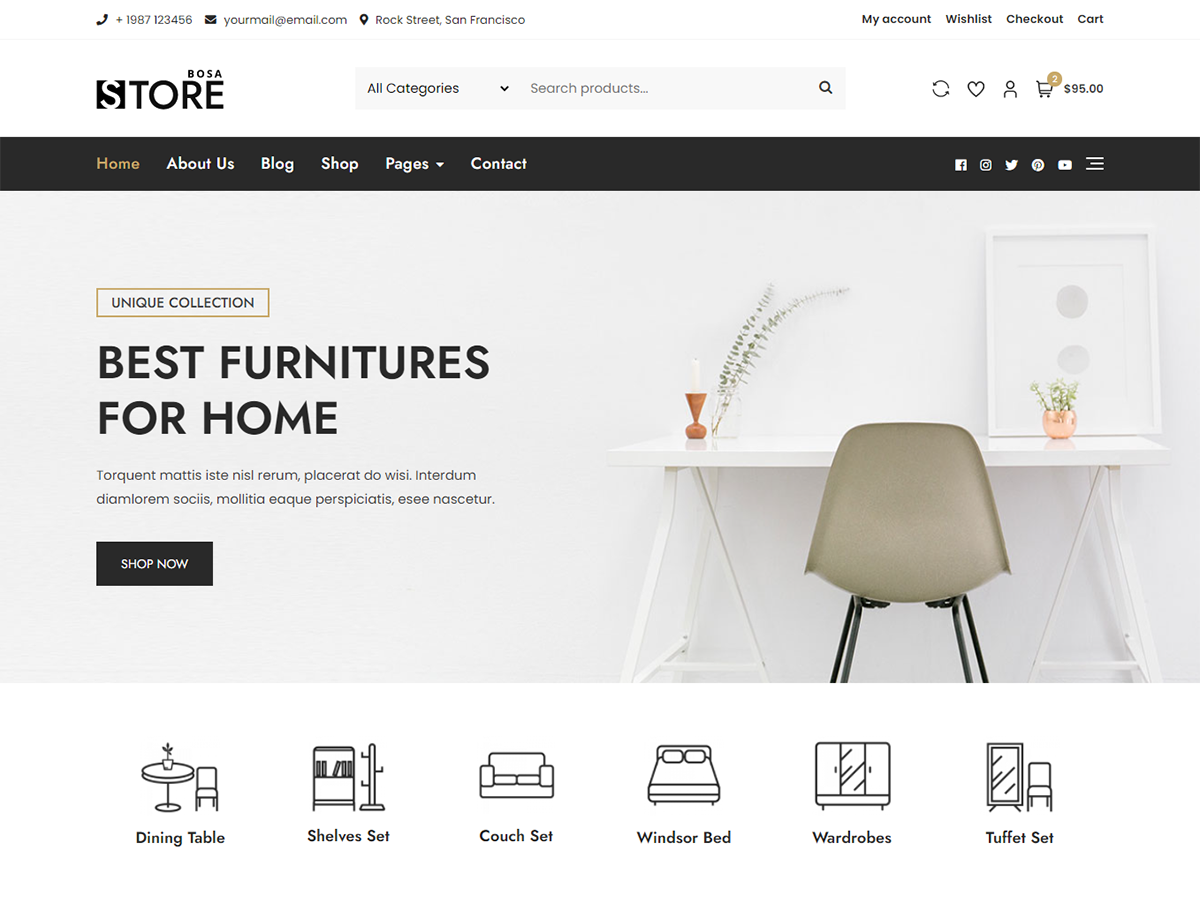 + 1987 123456 yourmail@email.com Rock Street, San Francisco
My account Wishlist Checkout Cart
BOSA
STORE
All Categories
Search products...
2
$95.00
Home About Us Blog Shop Pages Contact
UNIQUE COLLECTION
BEST FURNITURES
FOR HOME
Torquent mattis iste nisl rerum, placerat do wisi. Interdum
diamlorem sociis, mollitia eaque perspiciatis, esee nascetur.
SHOP NOW
Dining Table
Shelves Set
Couch Set
Windsor Bed
Wardrobes
Tuffet Set